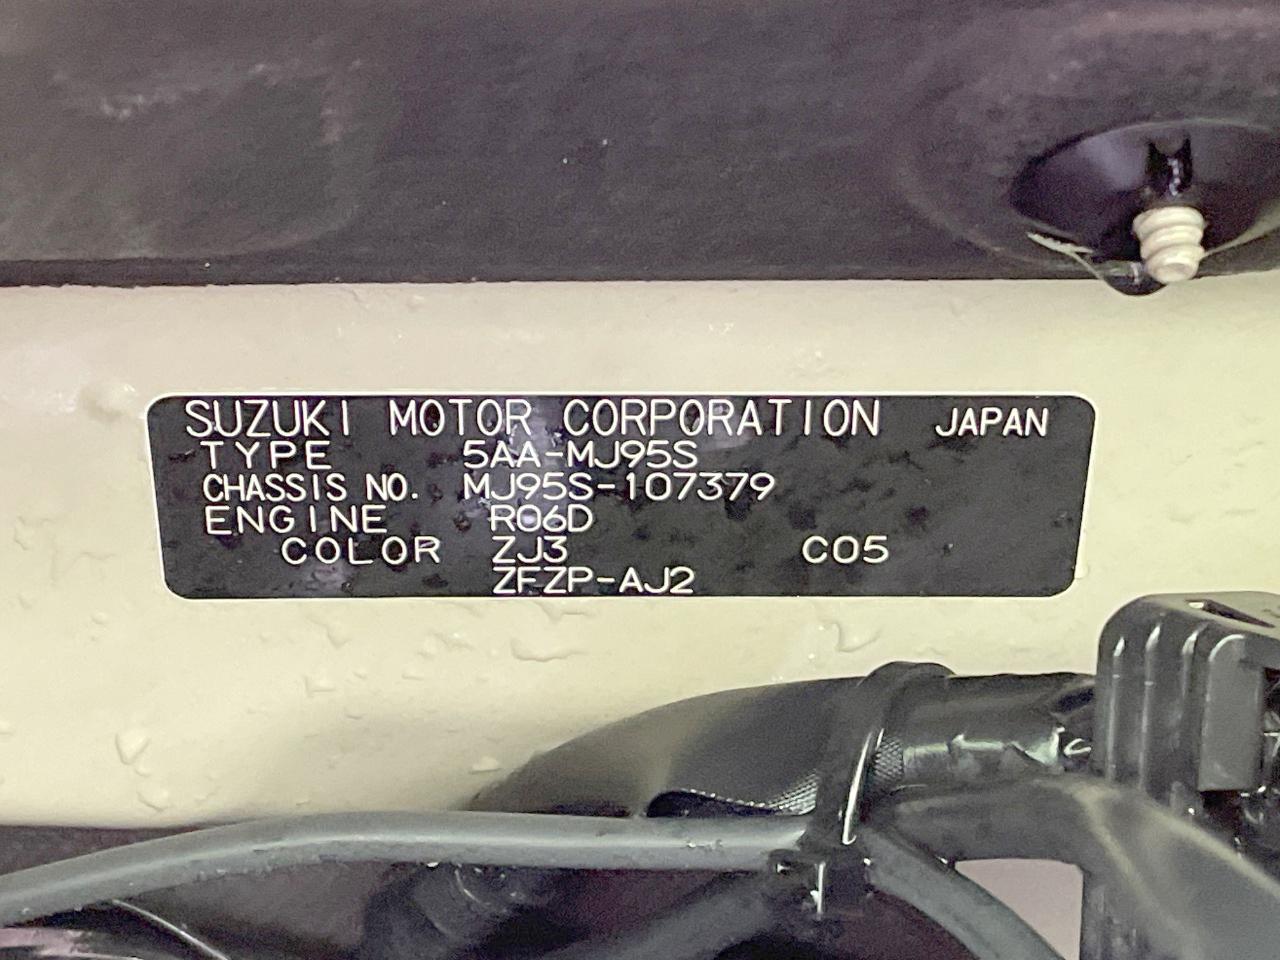 SUZUKI MOTOR CORPORATION JAPAN
TYPE 5AA-MJ95S
CHASSIS NO. MJ95S-107379
ENGINE R06D
COLOR ZJ3 C05
ZFZP-AJ2